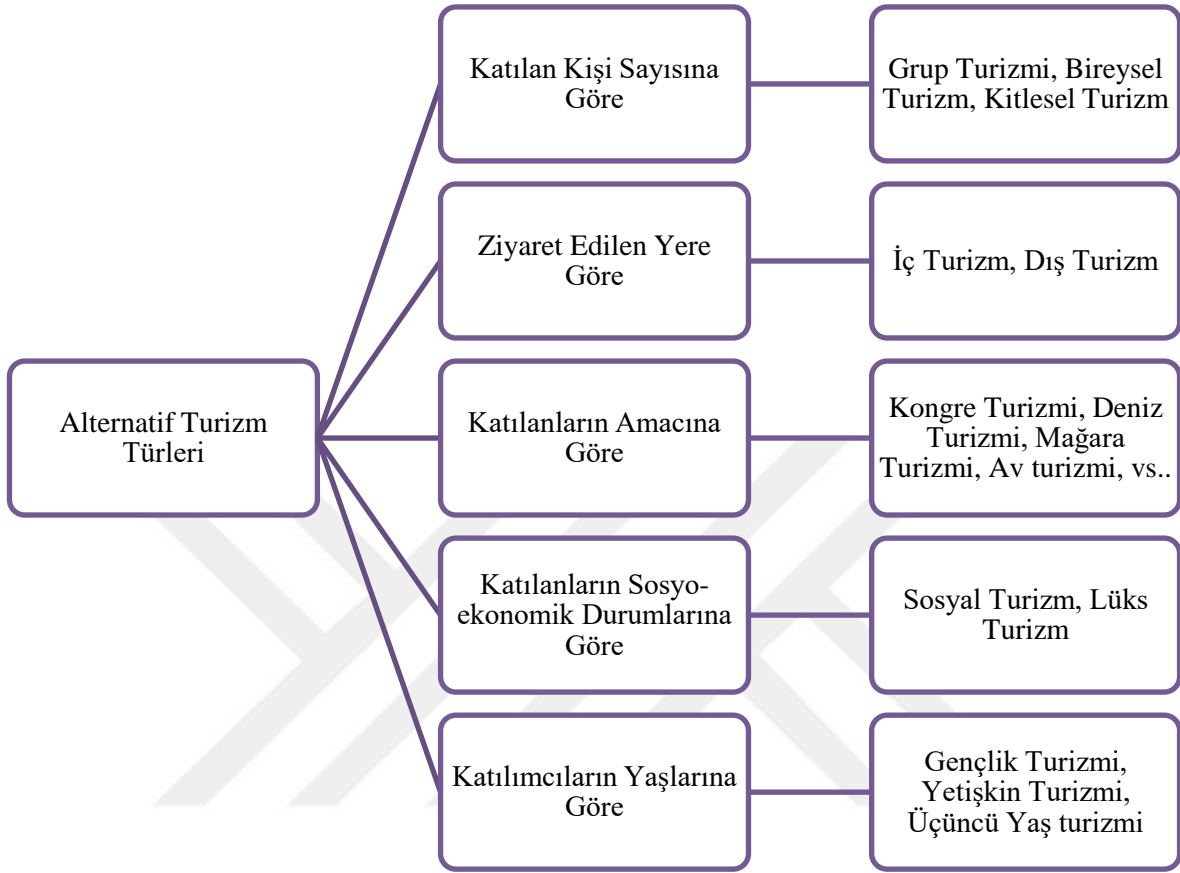 Katılan Kişi Sayısına
Göre
Grup Turizmi, Bireysel
Turizm, Kitlesel Turizm
Ziyaret Edilen Yere
Göre
İç Turizm, Dış Turizm
Alternatif Turizm
Türleri
Katılanların Amacına
Göre
Kongre Turizmi, Deniz
Turizmi, Mağara
Turizmi, Av turizmi, vs..
Katılanların Sosyo-
ekonomik Durumlarına
Göre
Sosyal Turizm, Lüks
Turizm
Katılımcıların Yaşlarına
Göre
Gençlik Turizmi,
Yetişkin Turizmi,
Üçüncü Yaş turizmi